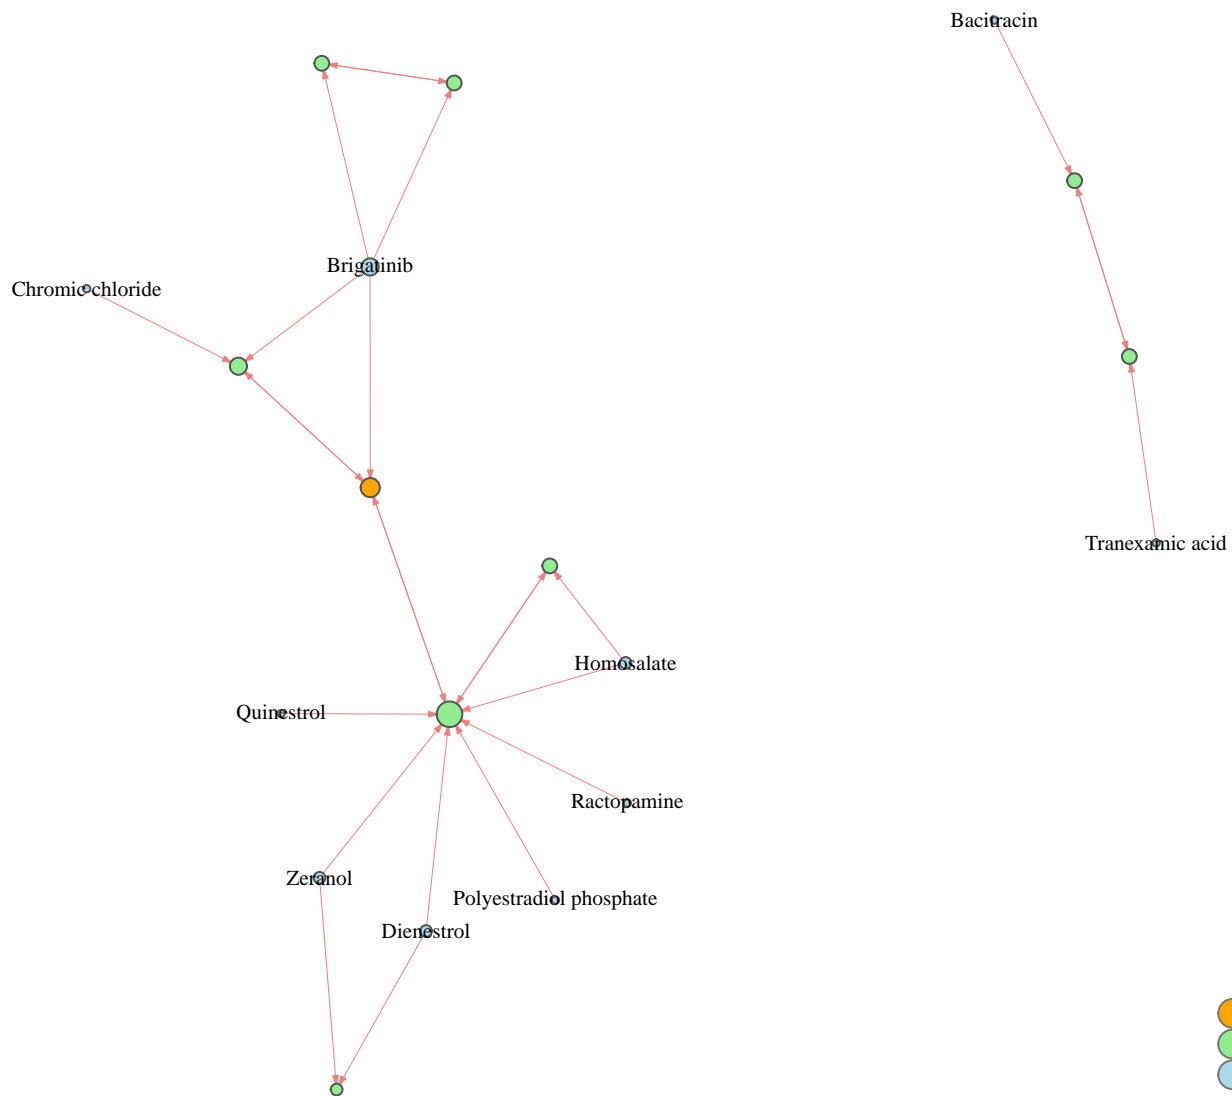 Bacitracin
Brigatinib
Chromic chloride
Tranexamic acid
Homosalate
Quinestrol
Ractopamine
Zeranol
Polyestradiol phosphate
Dienestrol